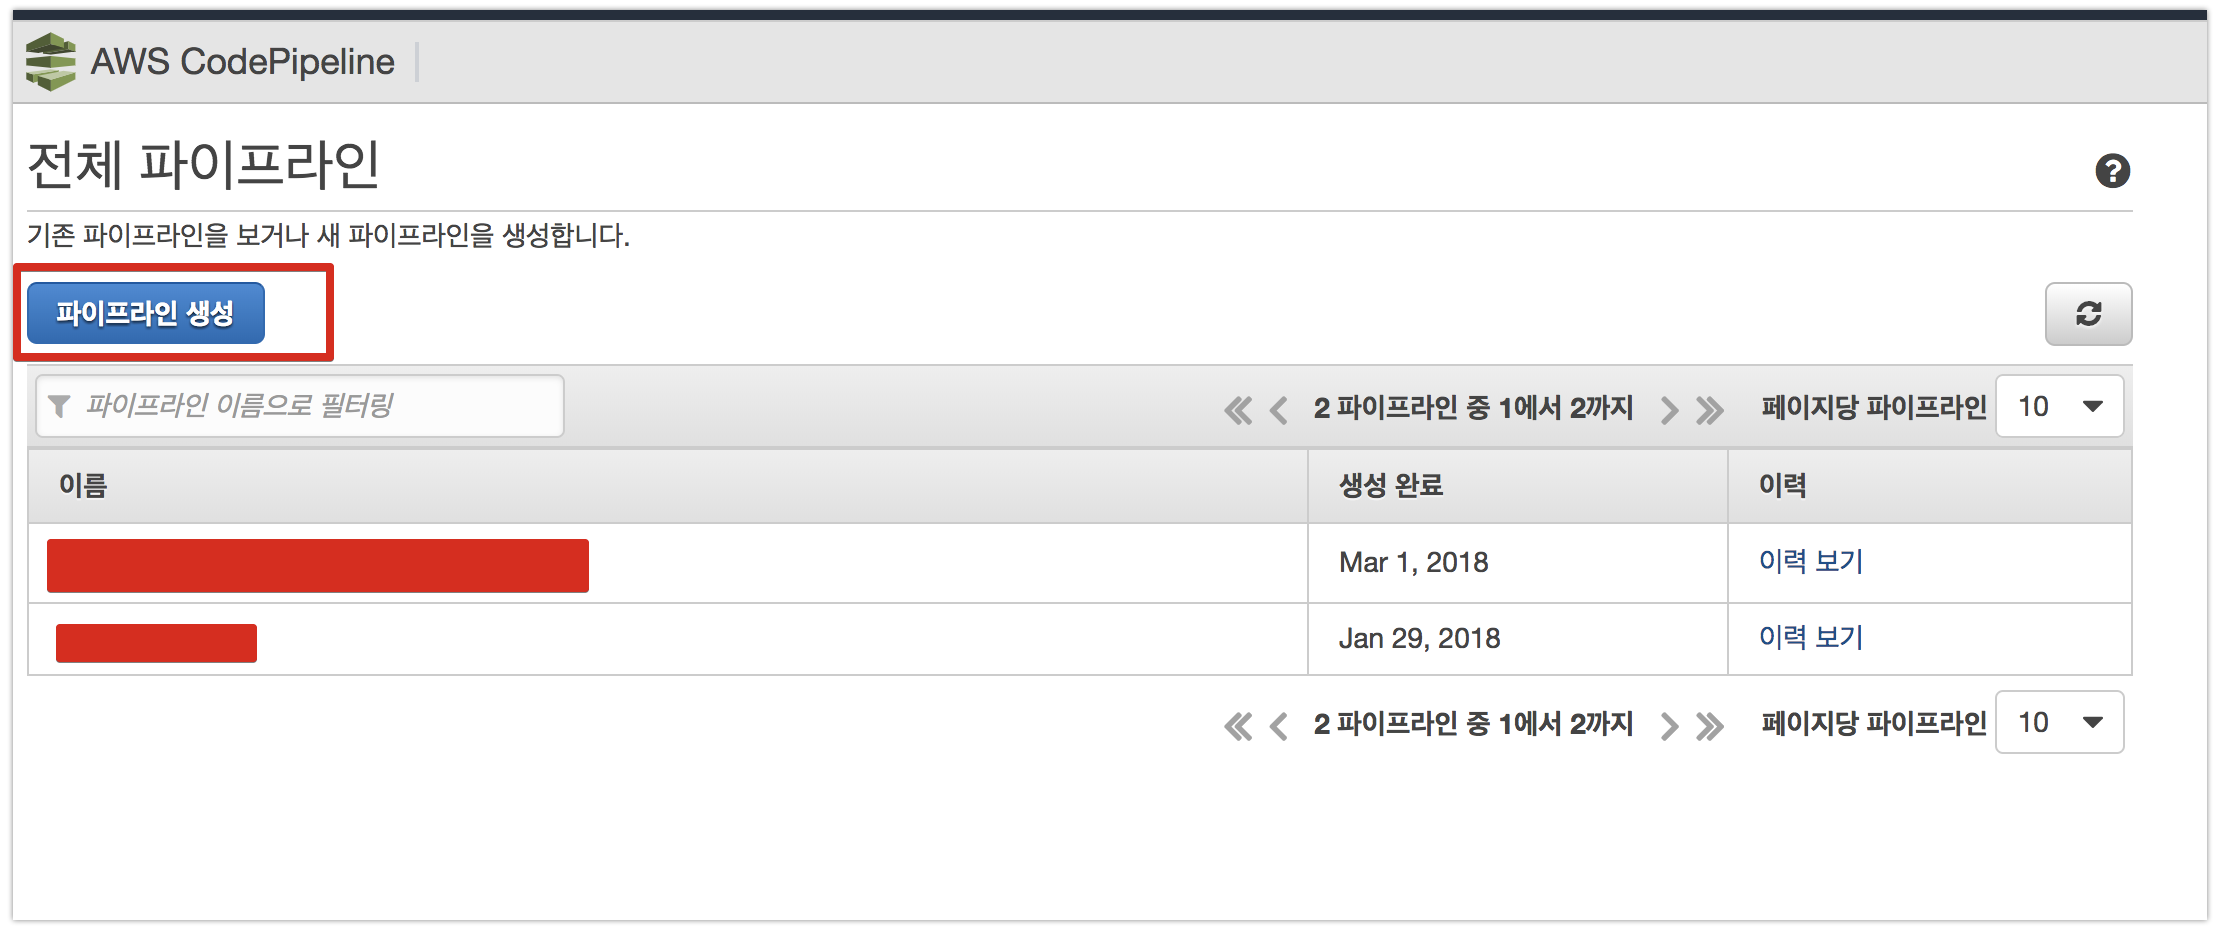 AWS CodePipeline
전체 파이프라인
기존 파이프라인을 보거나 새 파이프라인을 생성합니다.
파이프라인 생성
파이프라인 이름으로 필터링
2 파이프라인 중 1에서 2까지
페이지당 파이프라인 10
이름 생성 완료 이력
Mar 1, 2018 이력 보기
Jan 29, 2018 이력 보기
2 파이프라인 중 1에서 2까지
페이지당 파이프라인 10